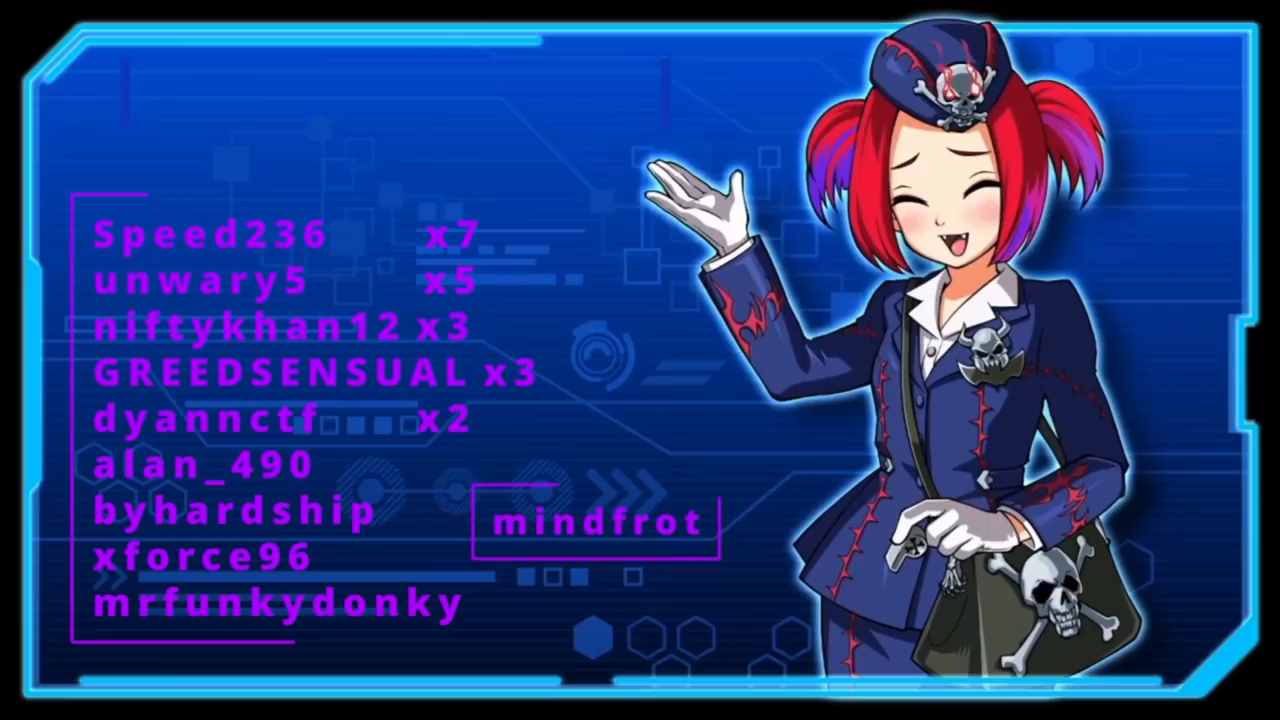 Speed236 x7
unwary5 x5
niftykhan12 x3
GREEDSENSUAL x3
dyannctf x2
alan_490
byhardship
xforce96
mrfunkydonky
mindfrot